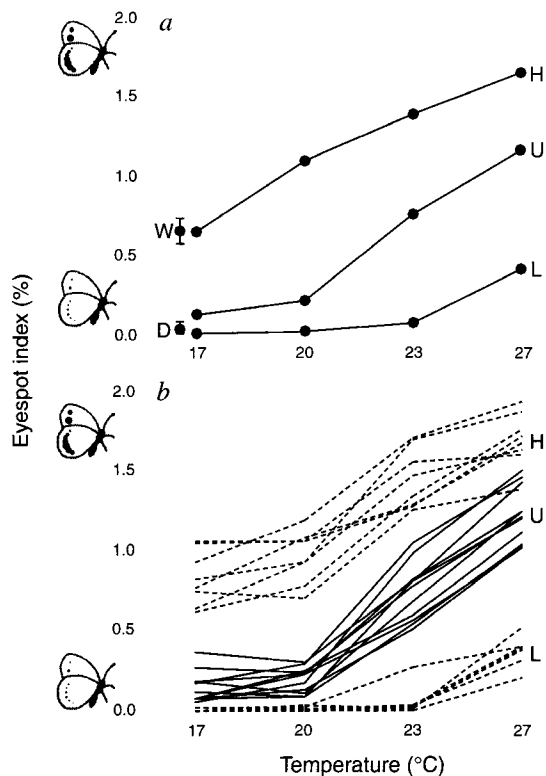 a
2.0
1.5
1.0
0.5
0.0
H
U
L
W
D
17 20 23 27
Eyespot index (%)
b
2.0
1.5
1.0
0.5
0.0
H
U
L
17 20 23 27
Temperature (°C)